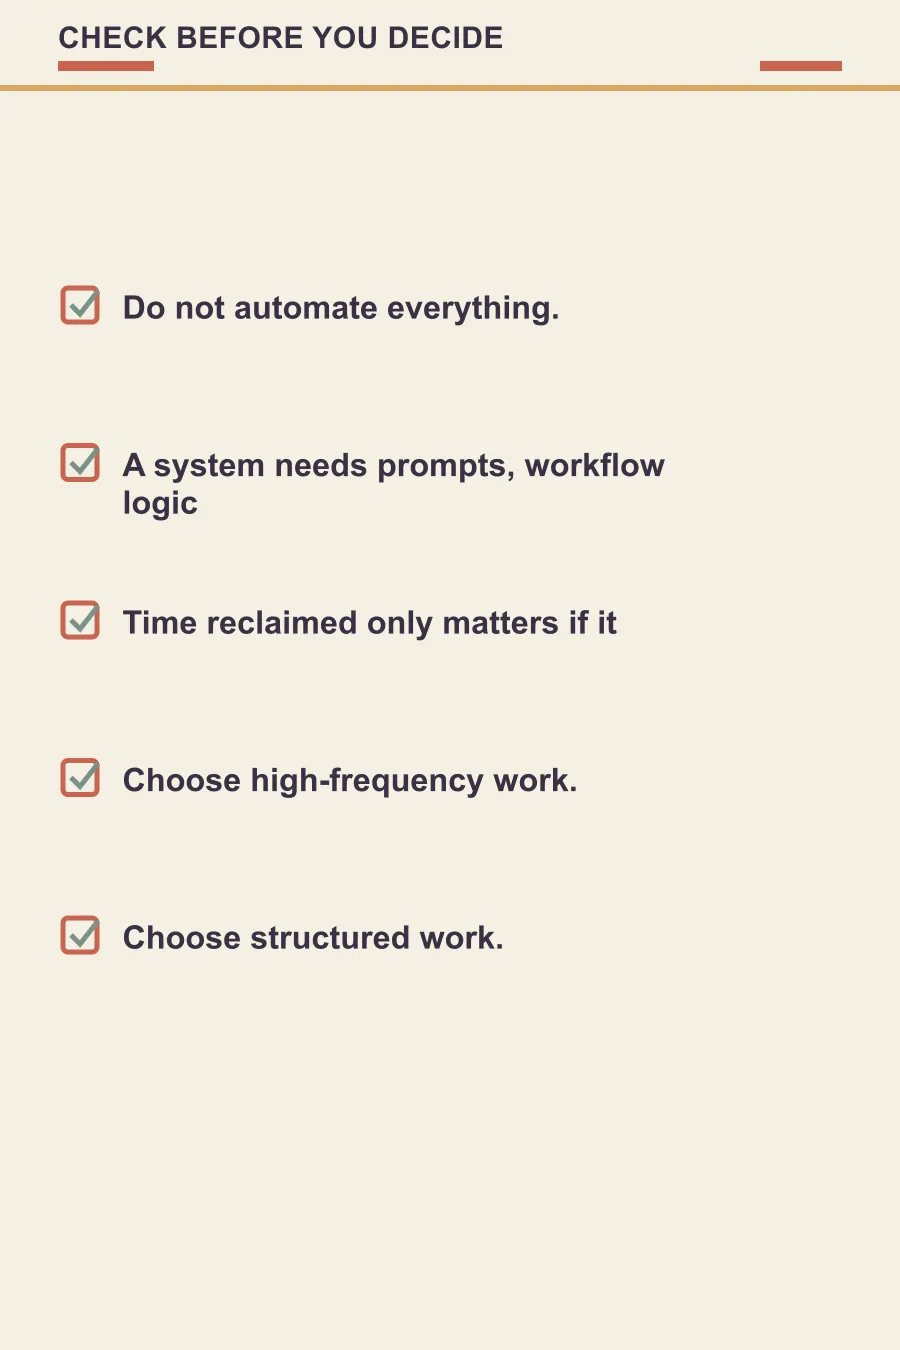 CHECK BEFORE YOU DECIDE
Do not automate everything.
A system needs prompts, workflow
logic
Time reclaimed only matters if it
Choose high-frequency work.
Choose structured work.